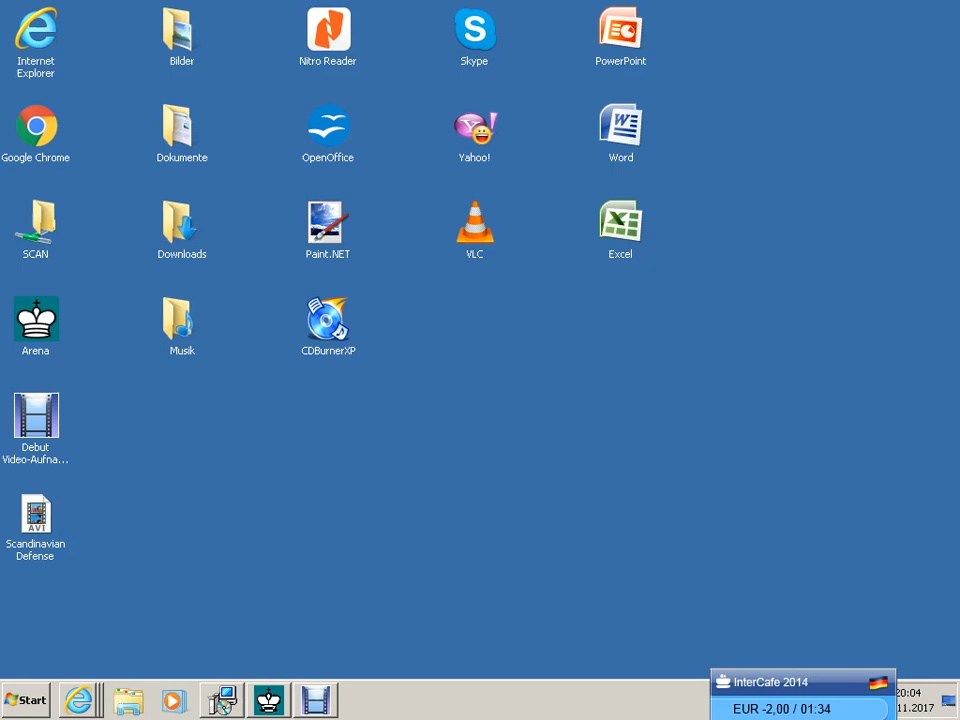 Internet
Explorer
Bilder
Nitro Reader
S
Skype
PowerPoint
Google Chrome
Dokumente
OpenOffice
Y!
Yahoo!
W
Word
SCAN
Downloads
Paint.NET
VLC
X
Excel
Arena
Musik
CDBurnerXP
Debut
Video-Aufna...
AVI
Scandinavian
Defense
Start
InterCafe 2014
EUR -2,00 / 01:34
20:04
.11.2017